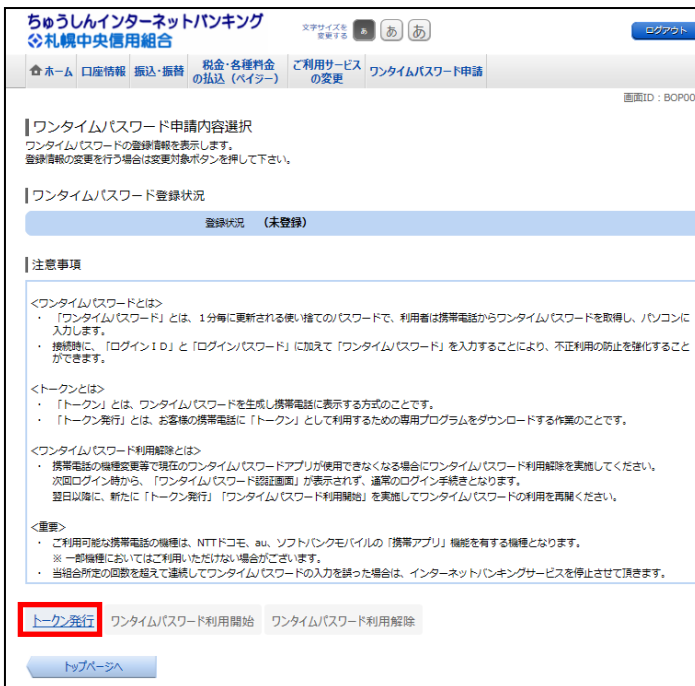 ちゅうしんインターネットバンキング
札幌中央信用組合
文字サイズを
変更する
あ
あ
あ
ログアウト
ホーム
口座情報
振込・振替
税金・各種料金
の払込（ペイジー）
ご利用サービス
の変更
ワンタイムパスワード申請
画面ID：BOP00
ワンタイムパスワード申請内容選択
ワンタイムパスワードの登録情報を表示します。
登録情報の変更を行う場合は変更対象ボタンを押して下さい。
ワンタイムパスワード登録状況
登録状況 （未登録）
注意事項
<ワンタイムパスワードとは>
・ 「ワンタイムパスワード」とは、１分毎に更新される使い捨てのパスワードで、利用者は携帯電話からワンタイムパスワードを取得し、パソコンに
入力します。
・ 接続時に、「ログインＩＤ」と「ログインパスワード」に加えて「ワンタイムパスワード」を入力することにより、不正利用の防止を強化すること
ができます。
<トークンとは>
・ 「トークン」とは、ワンタイムパスワードを生成し携帯電話に表示する方式のことです。
・ 「トークン発行」とは、お客様の携帯電話に「トークン」として利用するための専用プログラムをダウンロードする作業のことです。
<ワンタイムパスワード利用解除とは>
・ 携帯電話の機種変更等で現在のワンタイムパスワードアプリが使用できなくなる場合にワンタイムパスワード利用解除を実施してください。
次回ログイン時から、「ワンタイムパスワード認証画面」が表示されず、通常のログイン手続きとなります。
翌日以降に、新たに「トークン発行」「ワンタイムパスワード利用開始」を実施してワンタイムパスワードの利用を再開ください。
<重要>
・ ご利用可能な携帯電話の機種は、NTTドコモ、au、ソフトバンクモバイルの「携帯アプリ」機能を有する機種となります。
※ 一部機種においてはご利用いただけない場合がございます。
・ 当組合所定の回数を超えて連続してワンタイムパスワードの入力を誤った場合は、インターネットバンキングサービスを停止させて頂きます。
トークン発行
ワンタイムパスワード利用開始
ワンタイムパスワード利用解除
トップページへ